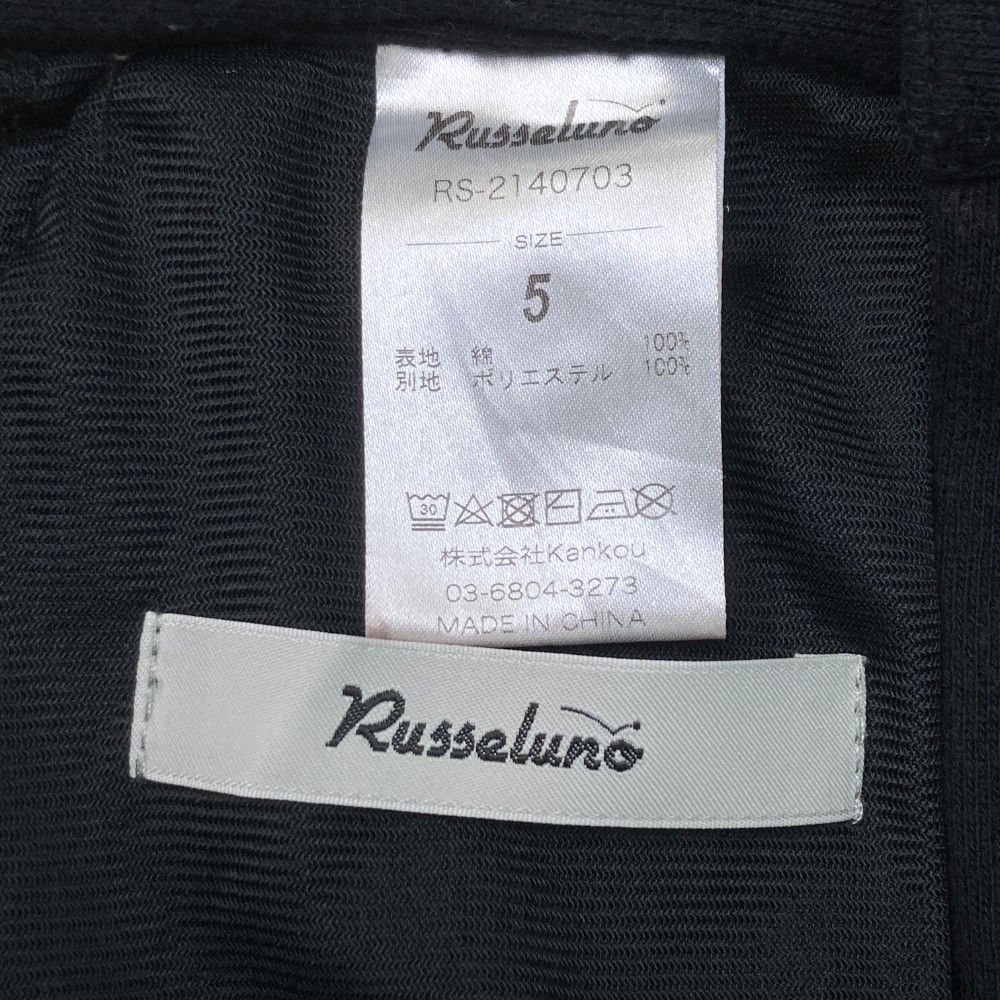 Russeluno
RS-2140703
SIZE
5
表地 綿 100%
別地 ポリエステル 100%
30
株式会社Kankou
03-6804-3273
MADE IN CHINA
Russeluno